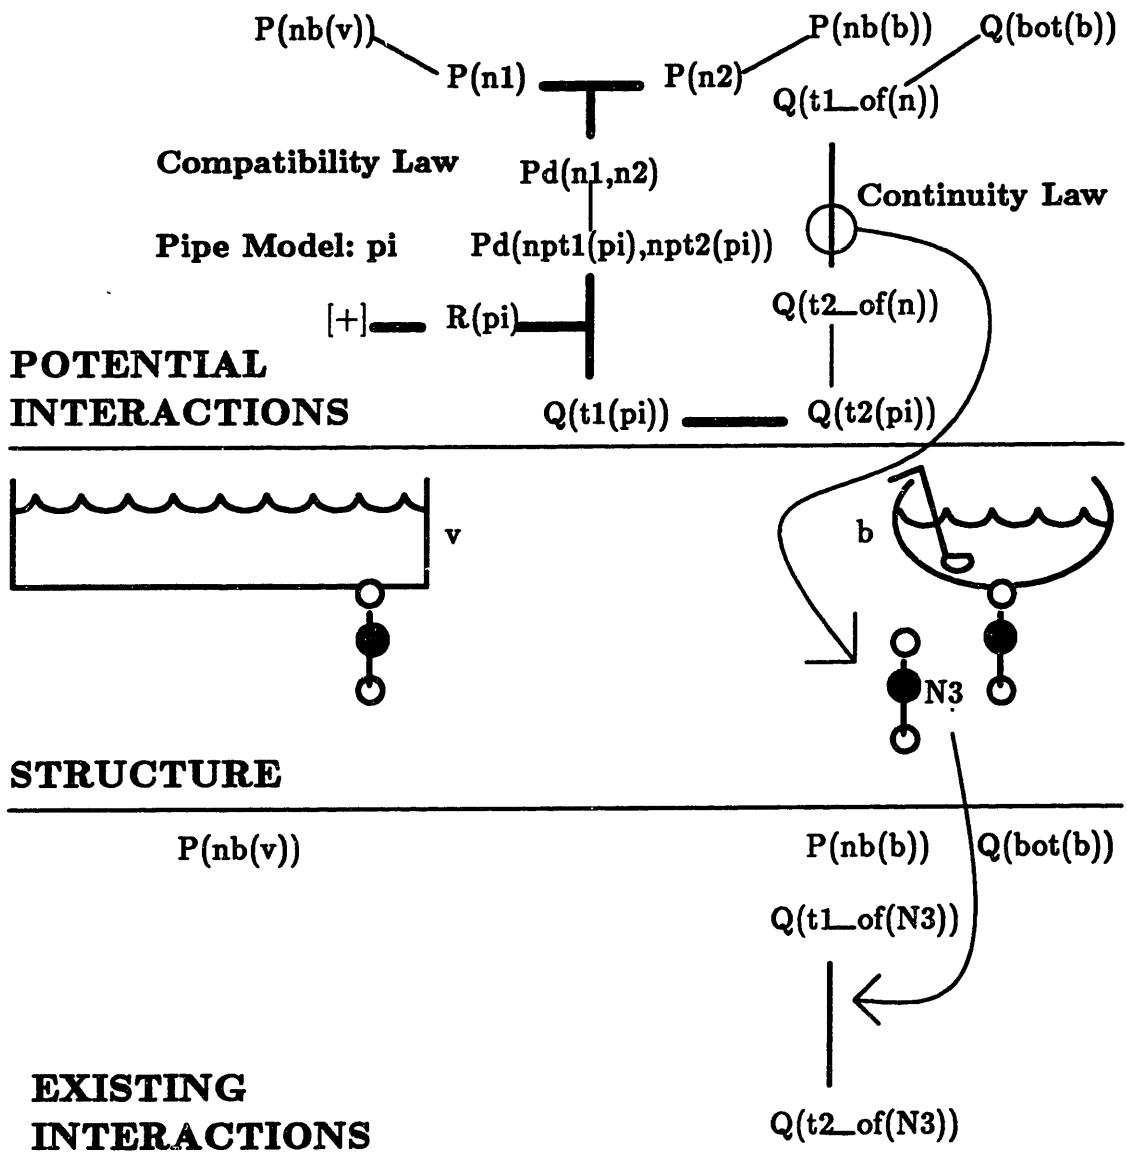 P(nb(v)) P(nb(b)) Q(bot(b))
P(n1) P(n2)
Q(t1_of(n))
Compatibility Law Pd(n1,n2)
Continuity Law
Pipe Model: pi Pd(npt1(pi),npt2(pi))
[+] R(pi) Q(t2_of(n))
POTENTIAL
INTERACTIONS Q(t1(pi)) Q(t2(pi))
v b
N3
STRUCTURE
P(nb(v)) P(nb(b)) Q(bot(b))
Q(t1_of(N3))
EXISTING
INTERACTIONS Q(t2_of(N3))